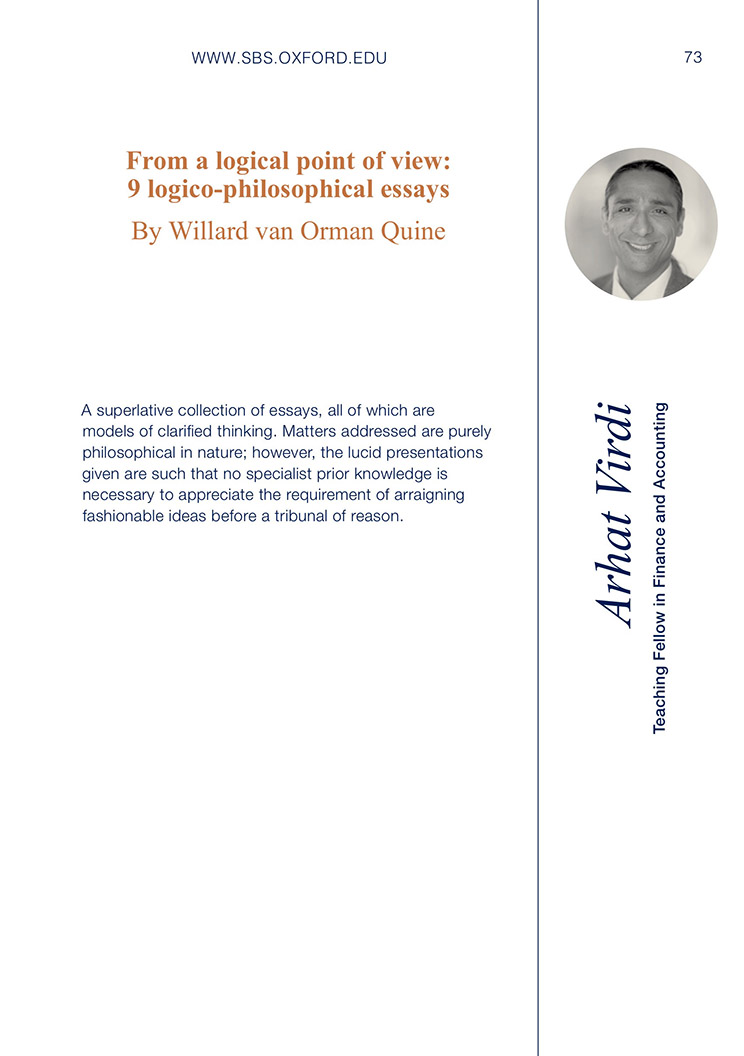 WWW.SBS.OXFORD.EDU
73
From a logical point of view:
9 logico-philosophical essays
By Willard van Orman Quine
A superlative collection of essays, all of which are
models of clarified thinking. Matters addressed are purely
philosophical in nature; however, the lucid presentations
given are such that no specialist prior knowledge is
necessary to appreciate the requirement of arraigning
fashionable ideas before a tribunal of reason.
Arhat Virdi
Teaching Fellow in Finance and Accounting